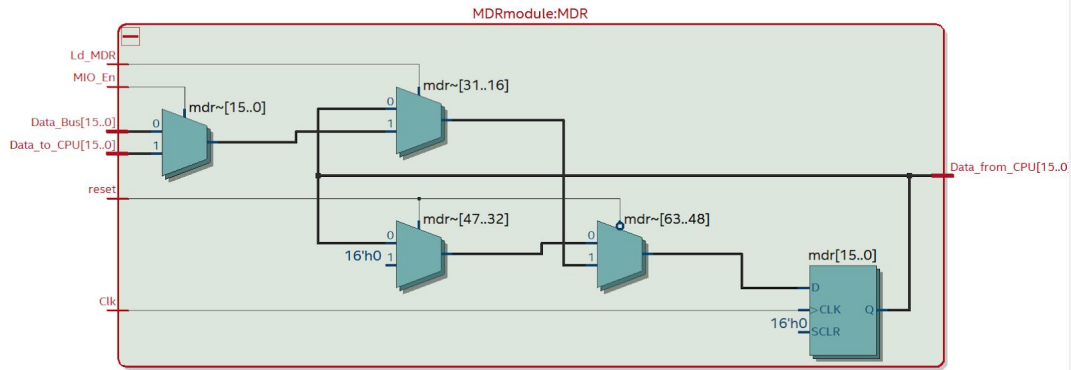 MDRmodule:MDR
Ld_MDR
MIO_En
mdr~[15..0]
Data_Bus[15..0]
0
Data_to_CPU[15..0]
1
mdr~[31..16]
0
1
Data_from_CPU[15..0]
reset
mdr~[47..32]
0
16'h0
1
mdr~[63..48]
0
1
mdr[15..0]
D
Clk
>CLK
Q
16'h0
SCLR